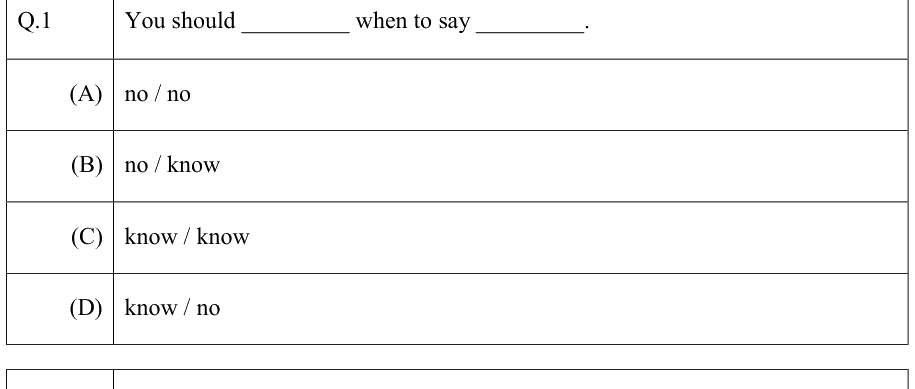 Q.1 You should _________ when to say _________.
(A) no / no
(B) no / know
(C) know / know
(D) know / no